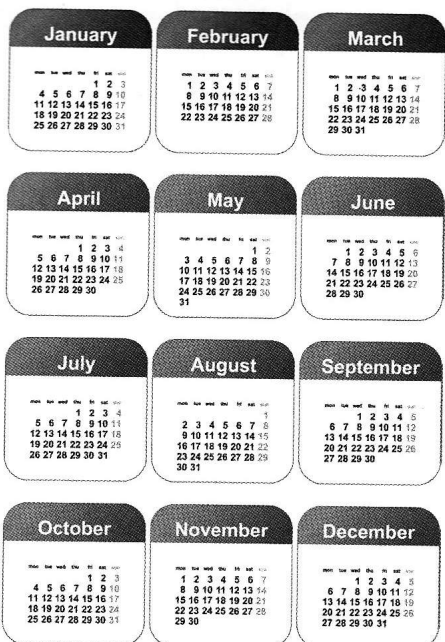 January
mon tue wed thu fri sat sun
1 2 3
4 5 6 7 8 9 10
11 12 13 14 15 16 17
18 19 20 21 22 23 24
25 26 27 28 29 30 31
February
mon tue wed thu fri sat sun
1 2 3 4 5 6 7
8 9 10 11 12 13 14
15 16 17 18 19 20 21
22 23 24 25 26 27 28
March
mon tue wed thu fri sat sun
1 2 3 4 5 6 7
8 9 10 11 12 13 14
15 16 17 18 19 20 21
22 23 24 25 26 27 28
29 30 31
April
mon tue wed thu fri sat sun
1 2 3 4
5 6 7 8 9 10 11
12 13 14 15 16 17 18
19 20 21 22 23 24 25
26 27 28 29 30
May
mon tue wed thu fri sat sun
1 2
3 4 5 6 7 8 9
10 11 12 13 14 15 16
17 18 19 20 21 22 23
24 25 26 27 28 29 30
31
June
mon tue wed thu fri sat sun
1 2 3 4 5 6
7 8 9 10 11 12 13
14 15 16 17 18 19 20
21 22 23 24 25 26 27
28 29 30
July
mon tue wed thu fri sat sun
1 2 3 4
5 6 7 8 9 10 11
12 13 14 15 16 17 18
19 20 21 22 23 24 25
26 27 28 29 30 31
August
mon tue wed thu fri sat sun
1
2 3 4 5 6 7 8
9 10 11 12 13 14 15
16 17 18 19 20 21 22
23 24 25 26 27 28 29
30 31
September
mon tue wed thu fri sat sun
1 2 3 4 5
6 7 8 9 10 11 12
13 14 15 16 17 18 19
20 21 22 23 24 25 26
27 28 29 30
October
mon tue wed thu fri sat sun
1 2 3
4 5 6 7 8 9 10
11 12 13 14 15 16 17
18 19 20 21 22 23 24
25 26 27 28 29 30 31
November
mon tue wed thu fri sat sun
1 2 3 4 5 6 7
8 9 10 11 12 13 14
15 16 17 18 19 20 21
22 23 24 25 26 27 28
29 30
December
mon tue wed thu fri sat sun
1 2 3 4 5
6 7 8 9 10 11 12
13 14 15 16 17 18 19
20 21 22 23 24 25 26
27 28 29 30 31